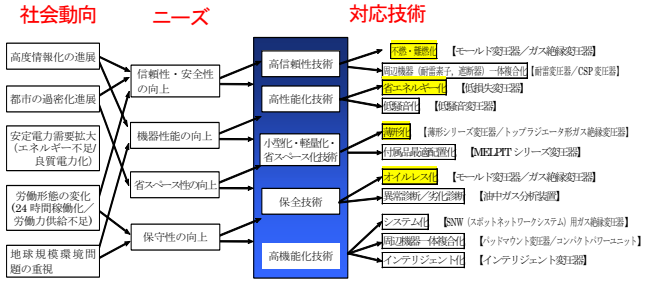 社会動向
ニーズ
対応技術
高度情報化の進展
都市の過密化進展
安定電力需要拡大
(エネルギー不足/
良質電力化)
労働形態の変化
(24時間稼働化/
労働力供給不足)
地球規模環境問
題の重視
信頼性・安全性
の向上
機器性能の向上
省スペース性の向上
保守性の向上
高信頼性技術
高性能化技術
小型化・軽量化・
省スペース化技術
保全技術
高機能化技術
不燃・難燃化 【モールド変圧器/ガス絶縁変圧器】
周辺機器(耐雷素子,遮断器)一体複合化【耐雷変圧器/CSP変圧器】
省エネルギー化 【低損失変圧器】
低騒音化 【低騒音変圧器】
薄形化 【薄形シリーズ変圧器/トップラジエータ形ガス絶縁変圧器】
付属品最適配置化 【MELPITシリーズ変圧器】
オイルレス化 【モールド変圧器/ガス絶縁変圧器】
異常診断/劣化診断 【油中ガス分析装置】
システム化 【SNW(スポットネットワークシステム)用ガス絶縁変圧器】
周辺機器一体複合化 【パッドマウント変圧器/コンパクトパワーユニット】
インテリジェント化 【インテリジェント変圧器】